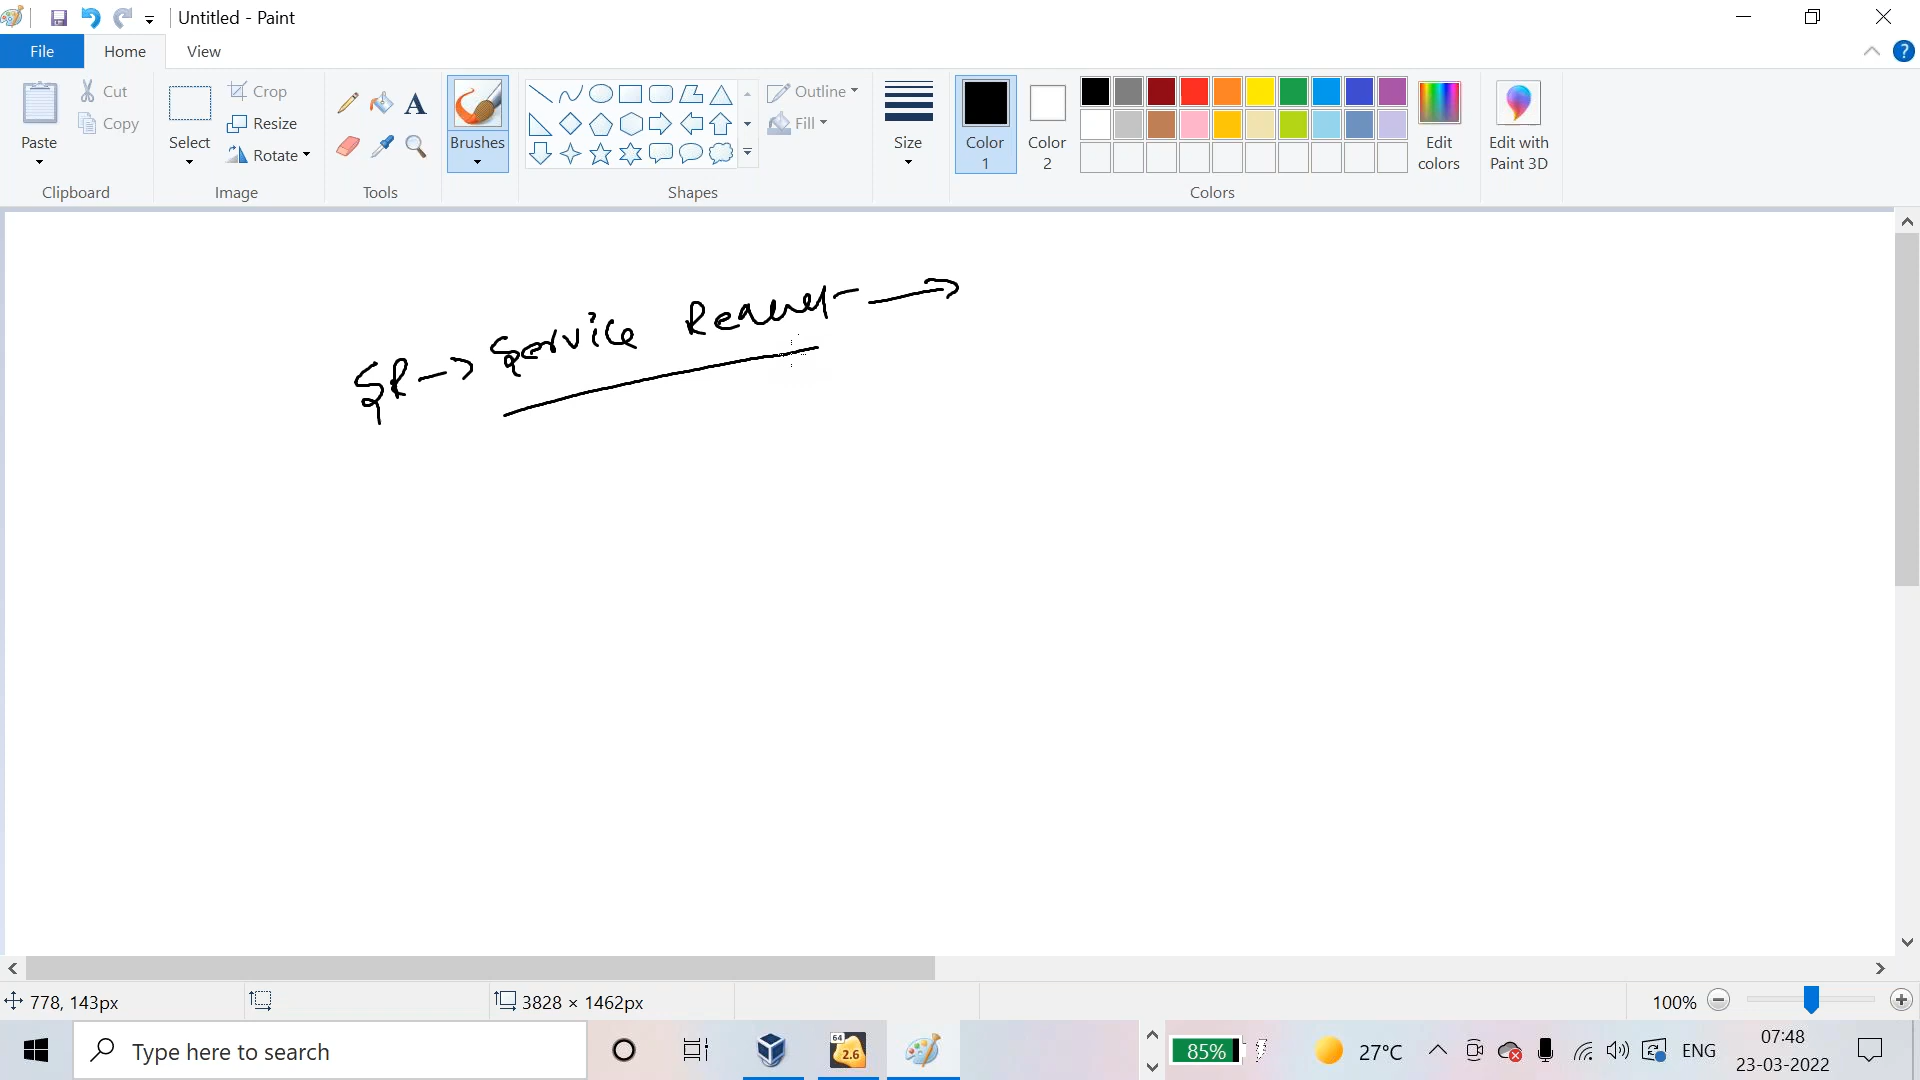 Untitled - Paint
File Home View
Paste
Cut
Copy
Clipboard
Select
Crop
Resize
Rotate
Image
Tools
Brushes
Shapes
Outline
Fill
Size
Color 1
Color 2
Colors
Edit colors
Edit with Paint 3D
SR -> Service Request ->
778, 143px
3828 × 1462px
100%
Type here to search
64
2.6
85%
27°C
ENG
07:48
23-03-2022